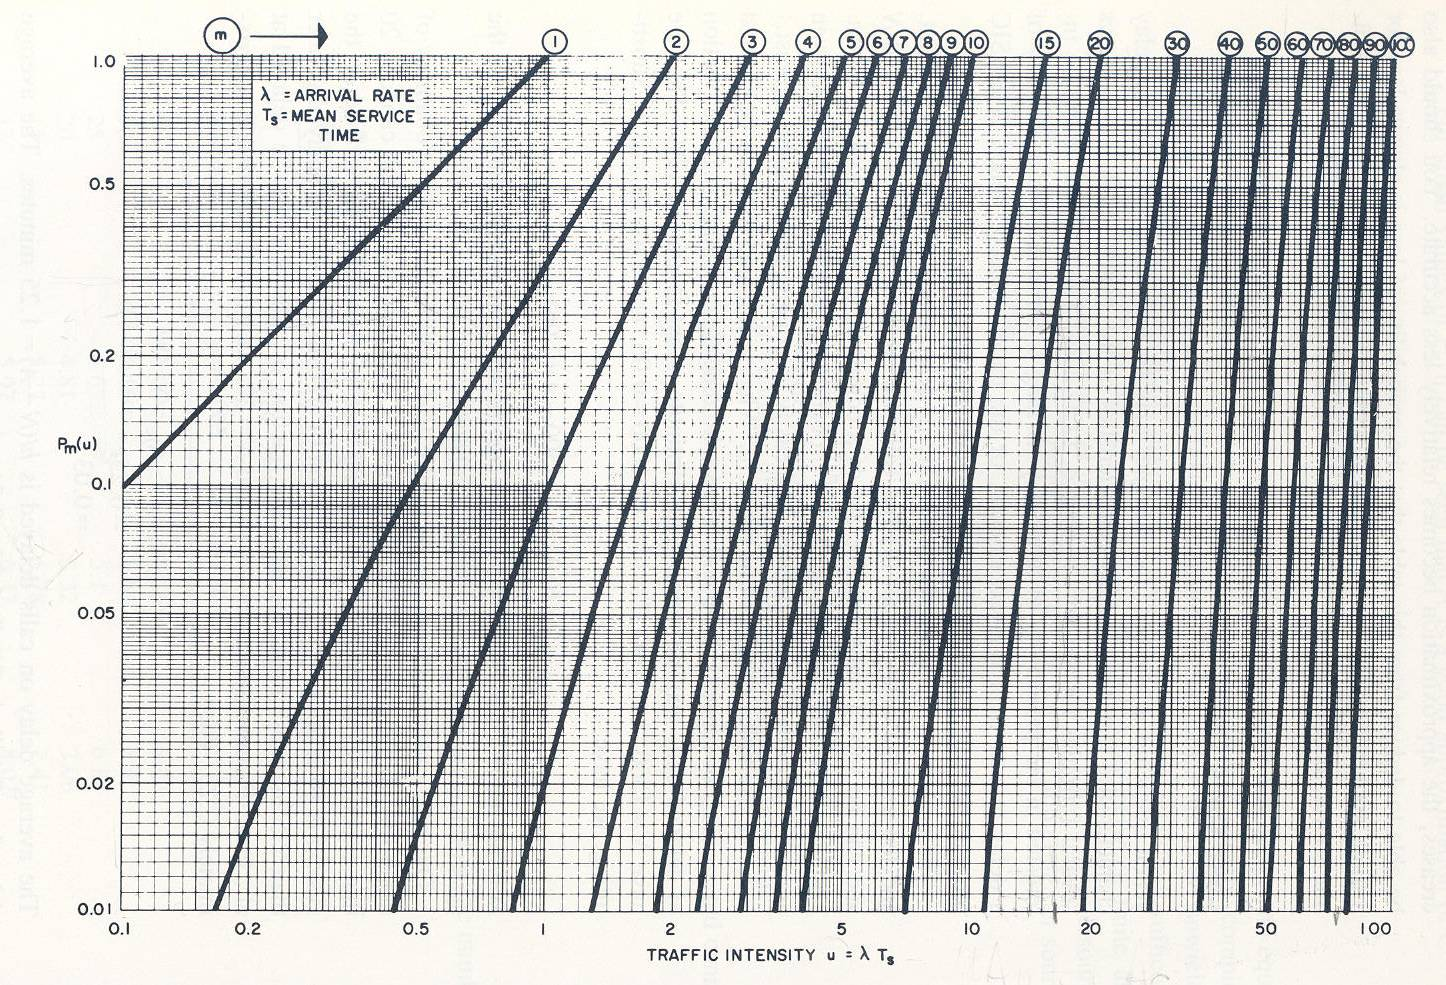 m 1 2 3 4 5 6 7 8 9 10 15 20 30 40 50 60 70 80 90 100
1.0
λ = ARRIVAL RATE
Ts = MEAN SERVICE
TIME
0.5
0.2
Pm(u)
0.1
0.05
0.02
0.01
0.1 0.2 0.5 1 2 5 10 20 50 100
TRAFFIC INTENSITY u = λ Ts